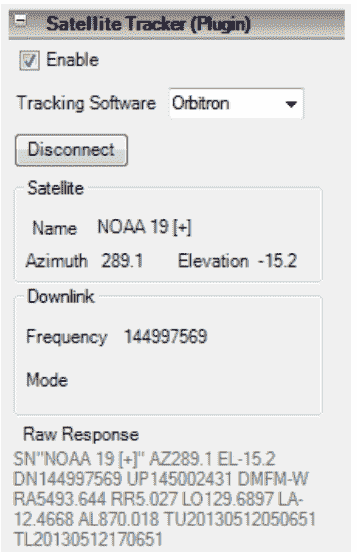 Satellite Tracker (Plugin)
Enable
Tracking Software Orbitron
Disconnect
Satellite
Name NOAA 19 [+]
Azimuth 289.1 Elevation -15.2
Downlink
Frequency 144997569
Mode
Raw Response
SN"NOAA 19 [+]" AZ289.1 EL-15.2
DN144997569 UP145002431 DMFM-W
RA5493.644 RR5.027 LO129.6897 LA-
12.4668 AL870.018 TU20130512050651
TL20130512170651